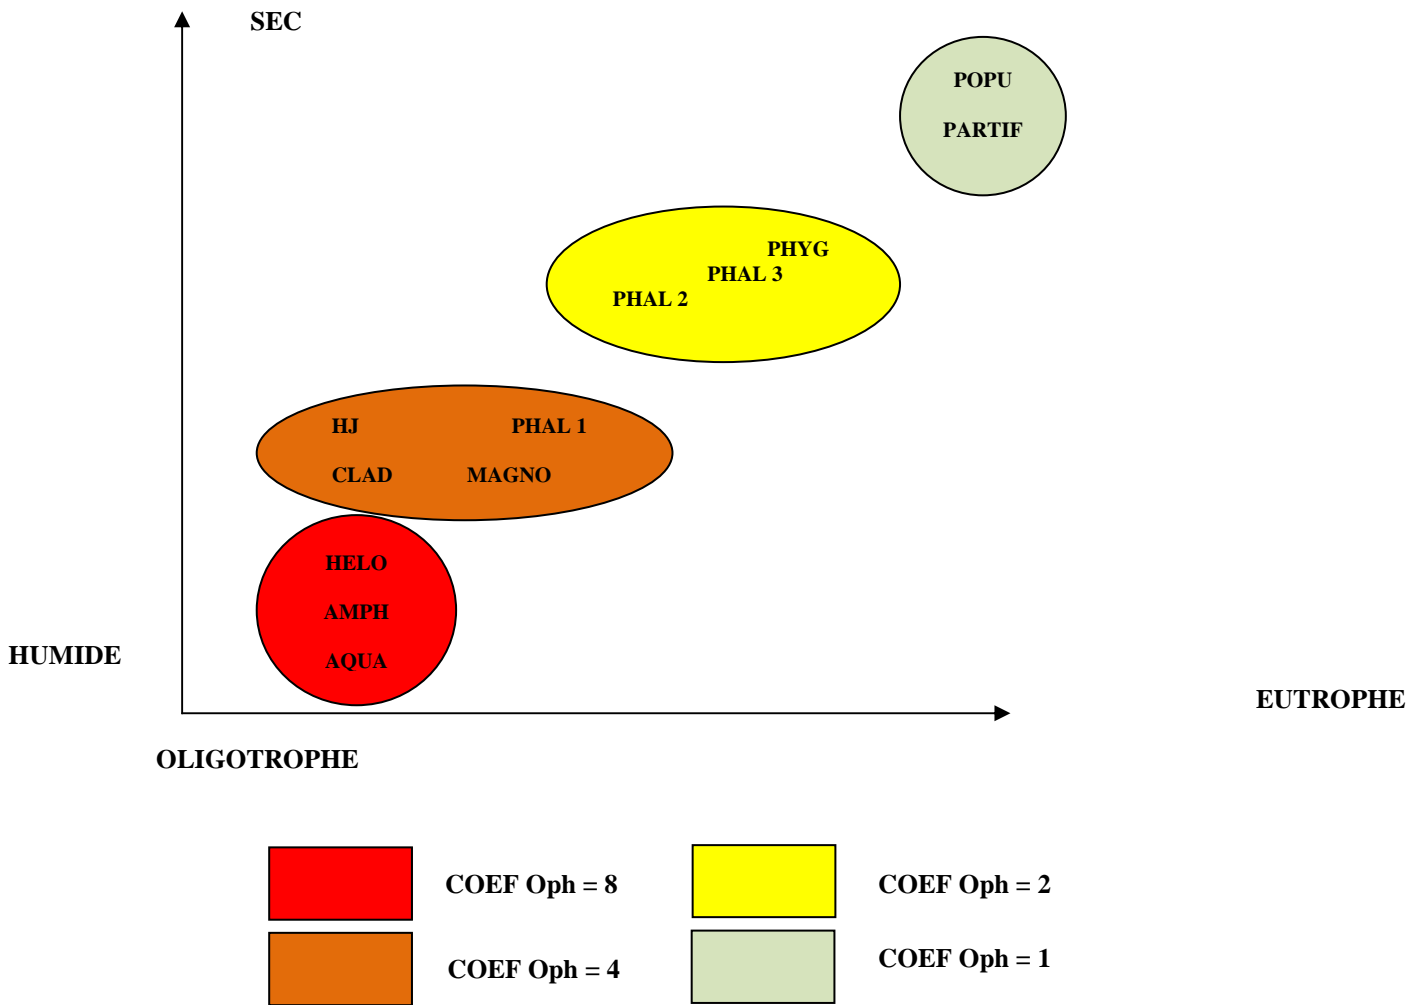 SEC
POPU
PARTIF
PHYG
PHAL 3
PHAL 2
HJ PHAL 1
CLAD MAGNO
HELO
AMPH
AQUA
HUMIDE
EUTROPHE
OLIGOTROPHE
COEF Oph = 8 COEF Oph = 2
COEF Oph = 4 COEF Oph = 1